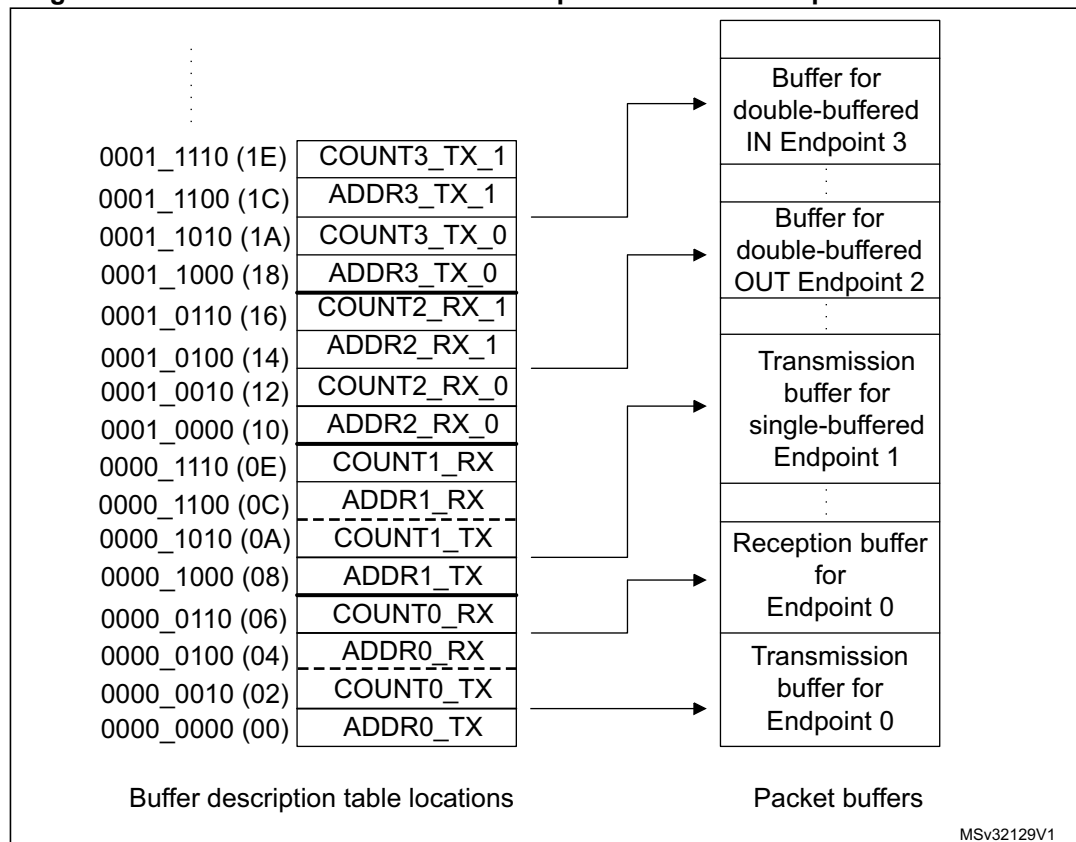 0001_1110 (1E) COUNT3_TX_1
0001_1100 (1C) ADDR3_TX_1
0001_1010 (1A) COUNT3_TX_0
0001_1000 (18) ADDR3_TX_0
0001_0110 (16) COUNT2_RX_1
0001_0100 (14) ADDR2_RX_1
0001_0010 (12) COUNT2_RX_0
0001_0000 (10) ADDR2_RX_0
0000_1110 (0E) COUNT1_RX
0000_1100 (0C) ADDR1_RX
0000_1010 (0A) COUNT1_TX
0000_1000 (08) ADDR1_TX
0000_0110 (06) COUNT0_RX
0000_0100 (04) ADDR0_RX
0000_0010 (02) COUNT0_TX
0000_0000 (00) ADDR0_TX
Buffer description table locations
Buffer for
double-buffered
IN Endpoint 3
Buffer for
double-buffered
OUT Endpoint 2
Transmission
buffer for
single-buffered
Endpoint 1
Reception buffer
for
Endpoint 0
Transmission
buffer for
Endpoint 0
Packet buffers
MSv32129V1